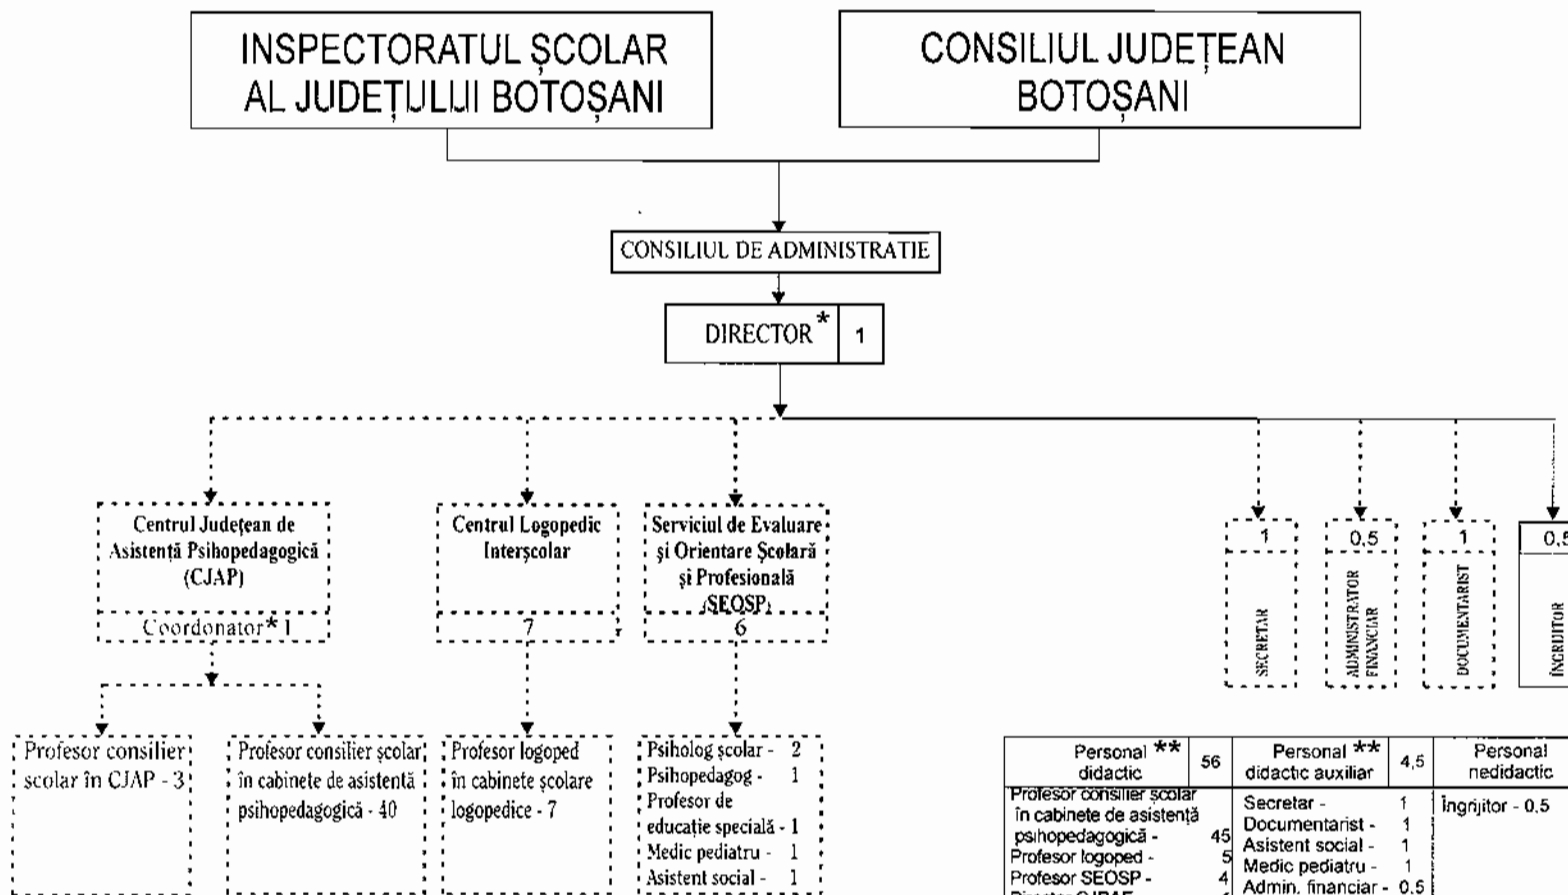 INSPECTORATUL ȘCOLAR
AL JUDEȚULUI BOTOȘANI
CONSILIUL JUDEȚEAN
BOTOȘANI
CONSILIUL DE ADMINISTRATIE
DIRECTOR* 1
Centrul Județean de
Asistență Psihopedagogică
(CJAP)
Coordonator* 1
Centrul Logopedic
Interșcolar
7
Serviciul de Evaluare
și Orientare Școlară
și Profesională
(SEOSP)
6
1
SECRETAR
0,5
ADMINISTRATOR
FINANCIAR
1
DOCUMENTARIST
0,5
ÎNGRIJITOR
Profesor consilier
scolar în CJAP - 3
Profesor consilier școlar
în cabinete de asistență
psihopedagogică - 40
Profesor logoped
în cabinete școlare
logopedice - 7
Psiholog școlar - 2
Psihopedagog - 1
Profesor de
educație specială - 1
Medic pediatru - 1
Asistent social - 1
Personal **
didactic
56
Profesor consilier școlar
în cabinete de asistență
psihopedagogică - 45
Profesor logoped - 5
Profesor SEOSP - 4
Personal **
didactic auxiliar
4,5
Secretar - 1
Documentarist - 1
Asistent social - 1
Medic pediatru - 1
Admin. financiar - 0,5
Personal
nedidactic
Îngrijitor - 0,5